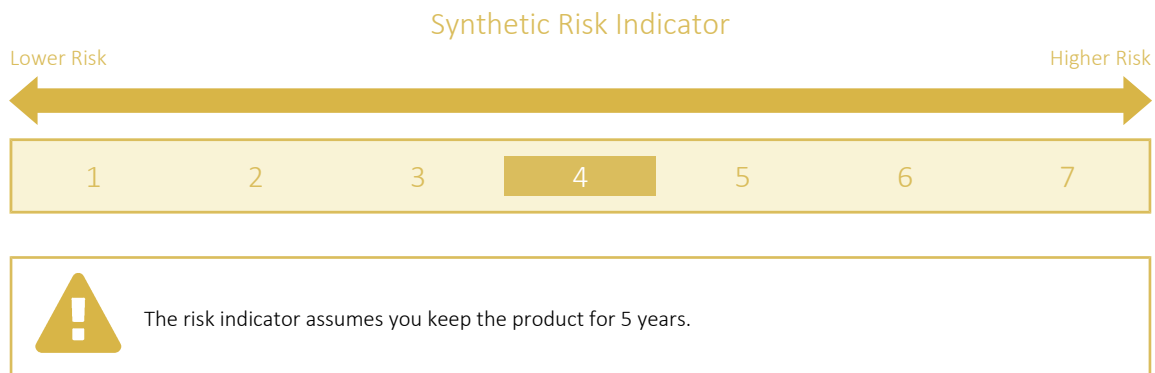 Synthetic Risk Indicator
Lower Risk Higher Risk
1 2 3 4 5 6 7
The risk indicator assumes you keep the product for 5 years.